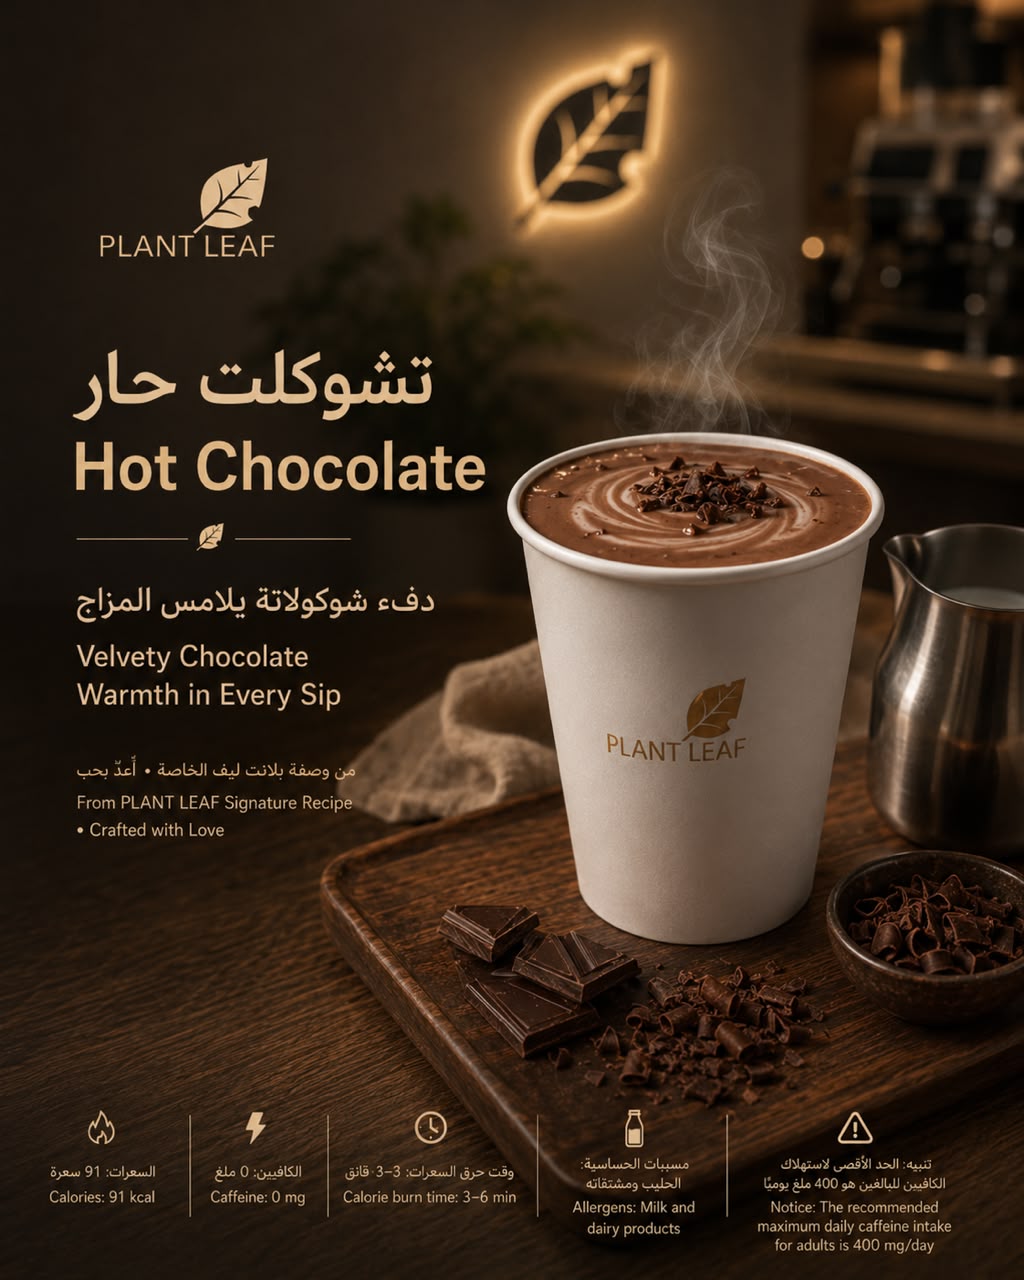 PLANT LEAF
تشوكلت حار
Hot Chocolate
دفء شوكولاتة يلامس المزاج
Velvety Chocolate
Warmth in Every Sip
من وصفة بلانت ليف الخاصة • أُعدّ بحب
From PLANT LEAF Signature Recipe
• Crafted with Love
PLANT LEAF
السعرات: 91 سعرة
Calories: 91 kcal
الكافيين: 0 ملغ
Caffeine: 0 mg
وقت حرق السعرات: 3–3 قائق
Calorie burn time: 3–6 min
مسببات الحساسية:
الحليب ومشتقاته
Allergens: Milk and
dairy products
تنبيه: الحد الأقصى لاستهلاك
الكافيين للبالغين هو 400 ملغ يوميًا
Notice: The recommended
maximum daily caffeine intake
for adults is 400 mg/day